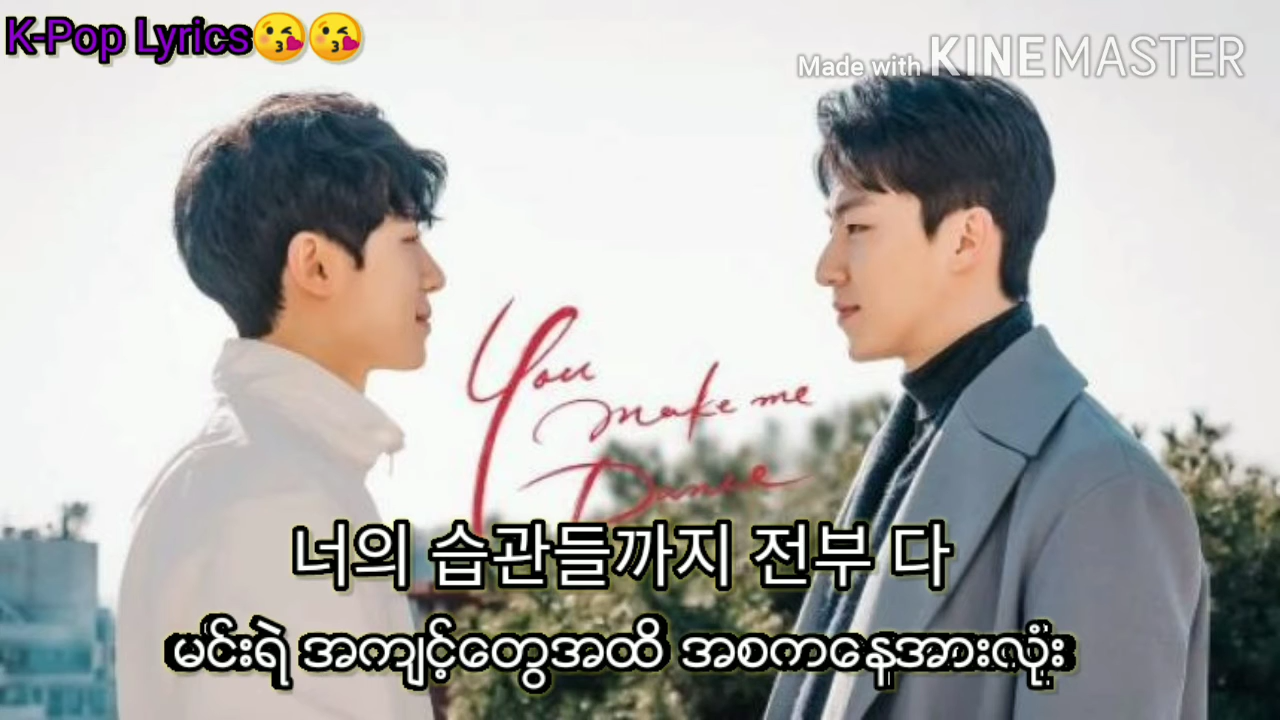 K-Pop Lyrics😘😘
Made with KINEMASTER
You
make me
Dance
너의 습관들까지 전부 다
မင်းရဲ့ အကျင့်တွေအထိ အစကနေအားလုံး